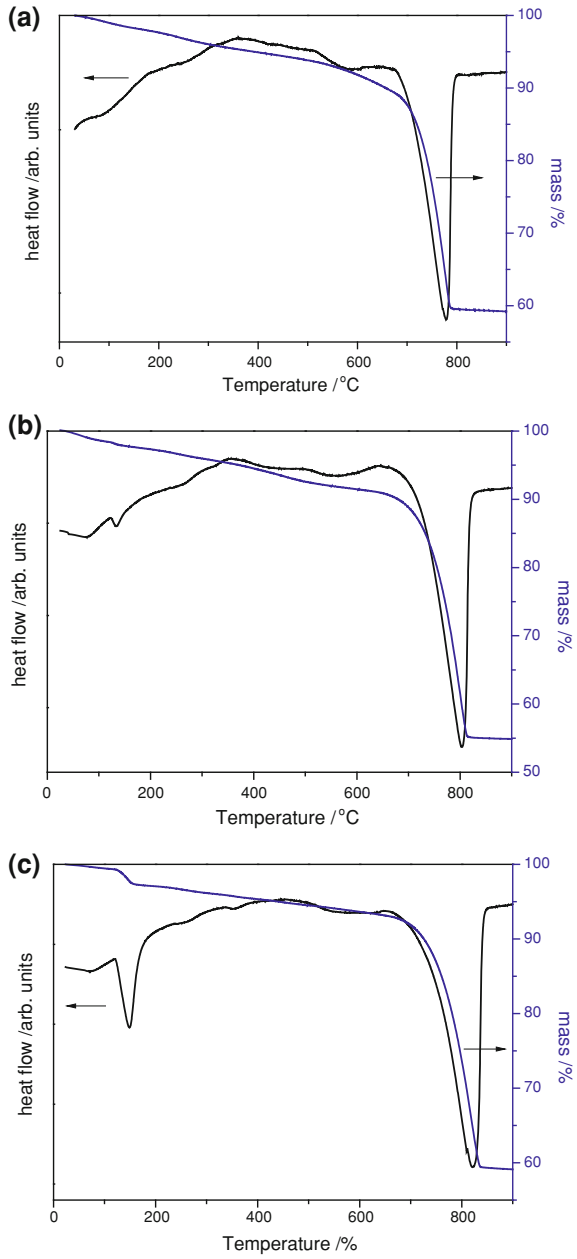 (a)
100
90
80
70
60
heat flow /arb. units
mass /%
0 200 400 600 800
Temperature /°C
(b)
100
90
80
70
60
50
heat flow /arb. units
mass /%
0 200 400 600 800
Temperature /°C
(c)
100
90
80
70
60
heat flow /arb. units
mass /%
0 200 400 600 800
Temperature /%